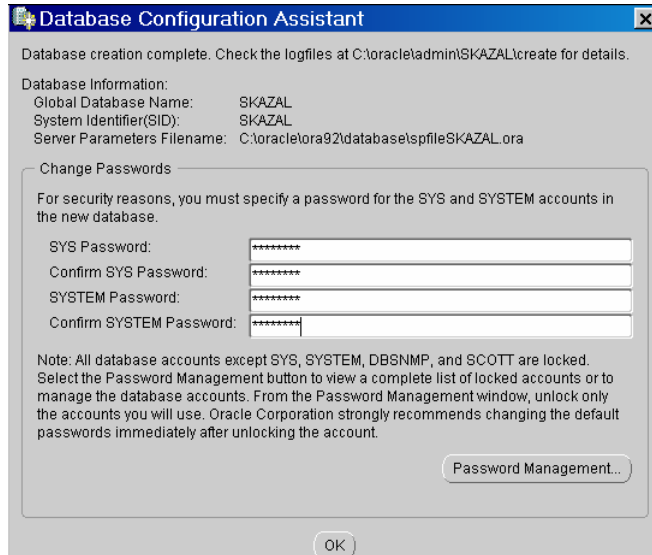 Database Configuration Assistant
Database creation complete. Check the logfiles at C:\oracle\admin\SKAZAL\create for details.
Database Information:
Global Database Name: SKAZAL
System Identifier(SID): SKAZAL
Server Parameters Filename: C:\oracle\ora92\database\spfileSKAZAL.ora
Change Passwords
For security reasons, you must specify a password for the SYS and SYSTEM accounts in
the new database.
SYS Password: ********
Confirm SYS Password: ********
SYSTEM Password: ********
Confirm SYSTEM Password: ********
Note: All database accounts except SYS, SYSTEM, DBSNMP, and SCOTT are locked.
Select the Password Management button to view a complete list of locked accounts or to
manage the database accounts. From the Password Management window, unlock only
the accounts you will use. Oracle Corporation strongly recommends changing the default
passwords immediately after unlocking the account.
Password Management...
OK